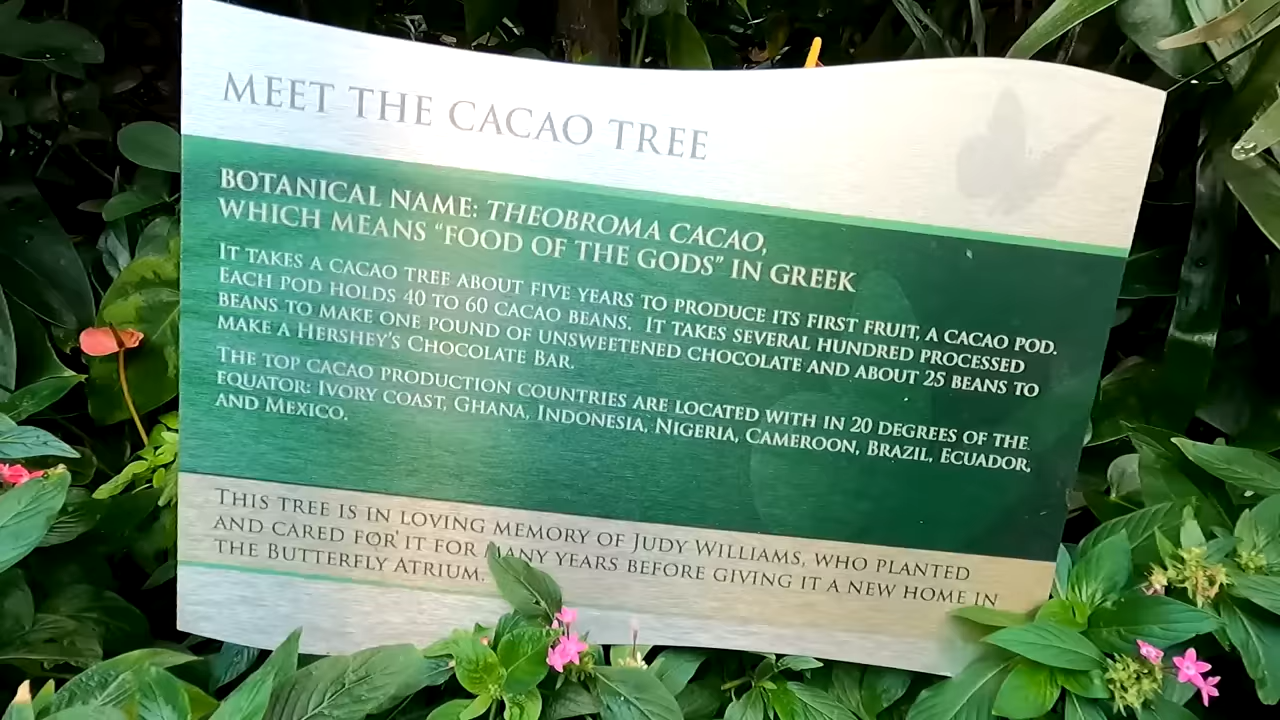 MEET THE CACAO TREE
BOTANICAL NAME: THEOBROMA CACAO,
WHICH MEANS "FOOD OF THE GODS" IN GREEK
IT TAKES A CACAO TREE ABOUT FIVE YEARS TO PRODUCE ITS FIRST FRUIT, A CACAO POD.
EACH POD HOLDS 40 TO 60 CACAO BEANS. IT TAKES SEVERAL HUNDRED PROCESSED
BEANS TO MAKE ONE POUND OF UNSWEETENED CHOCOLATE AND ABOUT 25 BEANS TO
MAKE A HERSHEY'S CHOCOLATE BAR.
THE TOP CACAO PRODUCTION COUNTRIES ARE LOCATED WITH IN 20 DEGREES OF THE
EQUATOR: IVORY COAST, GHANA, INDONESIA, NIGERIA, CAMEROON, BRAZIL, ECUADOR,
AND MEXICO.
THIS TREE IS IN LOVING MEMORY OF JUDY WILLIAMS, WHO PLANTED
AND CARED FOR IT FOR MANY YEARS BEFORE GIVING IT A NEW HOME IN
THE BUTTERFLY ATRIUM.